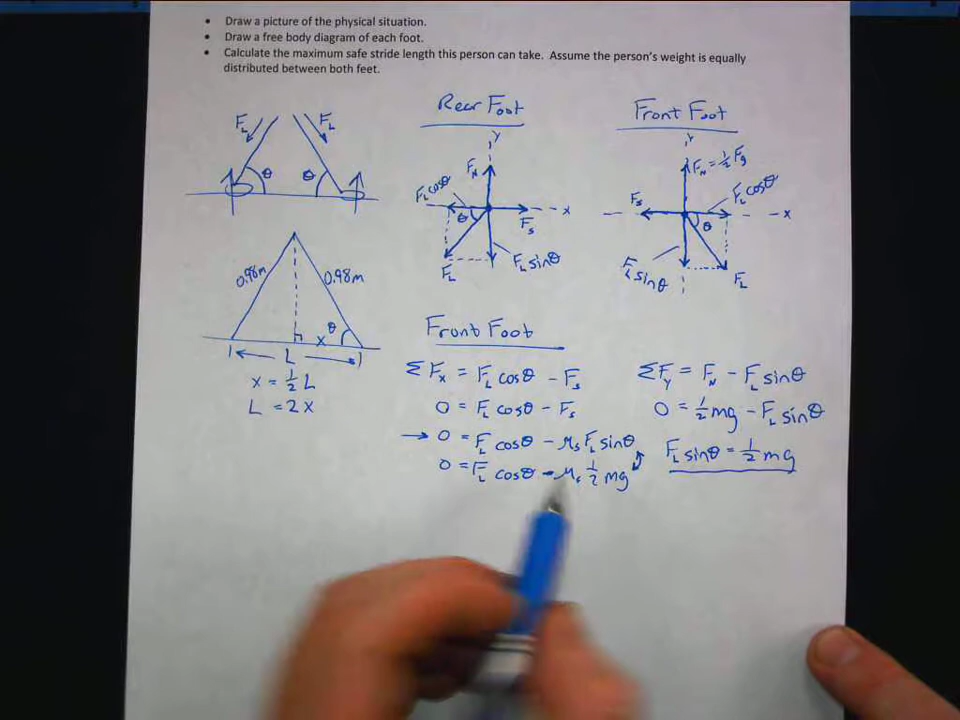 • Draw a picture of the physical situation.
• Draw a free body diagram of each foot.
• Calculate the maximum safe stride length this person can take. Assume the person's weight is equally
distributed between both feet.
F_L F_L
θ θ
0.98m 0.98m
x θ
L
x = 1/2 L
L = 2x
Rear Foot
y
F_N
F_L cosθ
θ x
F_s
F_L sinθ
F_L
Front Foot
y
F_N = 1/2 F_g
F_s F_L cosθ
x
θ
F_L sinθ
F_L
Front Foot
ΣF_x = F_L cosθ - F_s
0 = F_L cosθ - F_s
→ 0 = F_L cosθ - μ_s F_L sinθ
0 = F_L cosθ - μ_s 1/2 mg
ΣF_y = F_N - F_L sinθ
0 = 1/2 mg - F_L sinθ
F_L sinθ = 1/2 mg